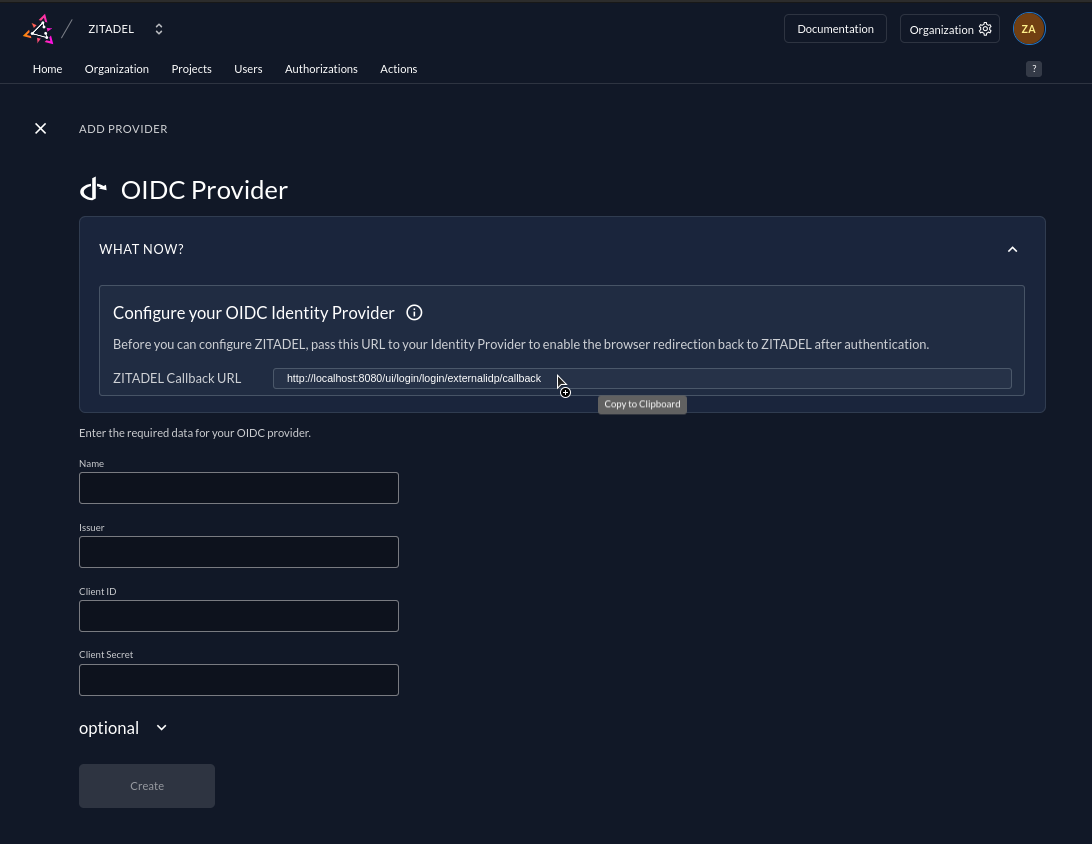 ZITADEL
Documentation
Organization
ZA
Home Organization Projects Users Authorizations Actions
?
ADD PROVIDER
OIDC Provider
WHAT NOW?
Configure your OIDC Identity Provider
Before you can configure ZITADEL, pass this URL to your Identity Provider to enable the browser redirection back to ZITADEL after authentication.
ZITADEL Callback URL http://localhost:8080/ui/login/login/externalidp/callback
Copy to Clipboard
Enter the required data for your OIDC provider.
Name
Issuer
Client ID
Client Secret
optional
Create